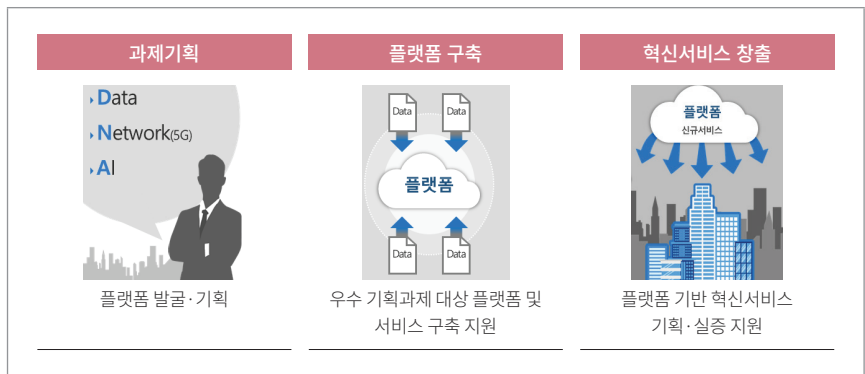 과제기획
▸Data
▸Network(5G)
▸AI
플랫폼 발굴·기획
플랫폼 구축
Data
Data
플랫폼
Data
Data
우수 기획과제 대상 플랫폼 및
서비스 구축 지원
혁신서비스 창출
플랫폼
신규서비스
플랫폼 기반 혁신서비스
기획·실증 지원